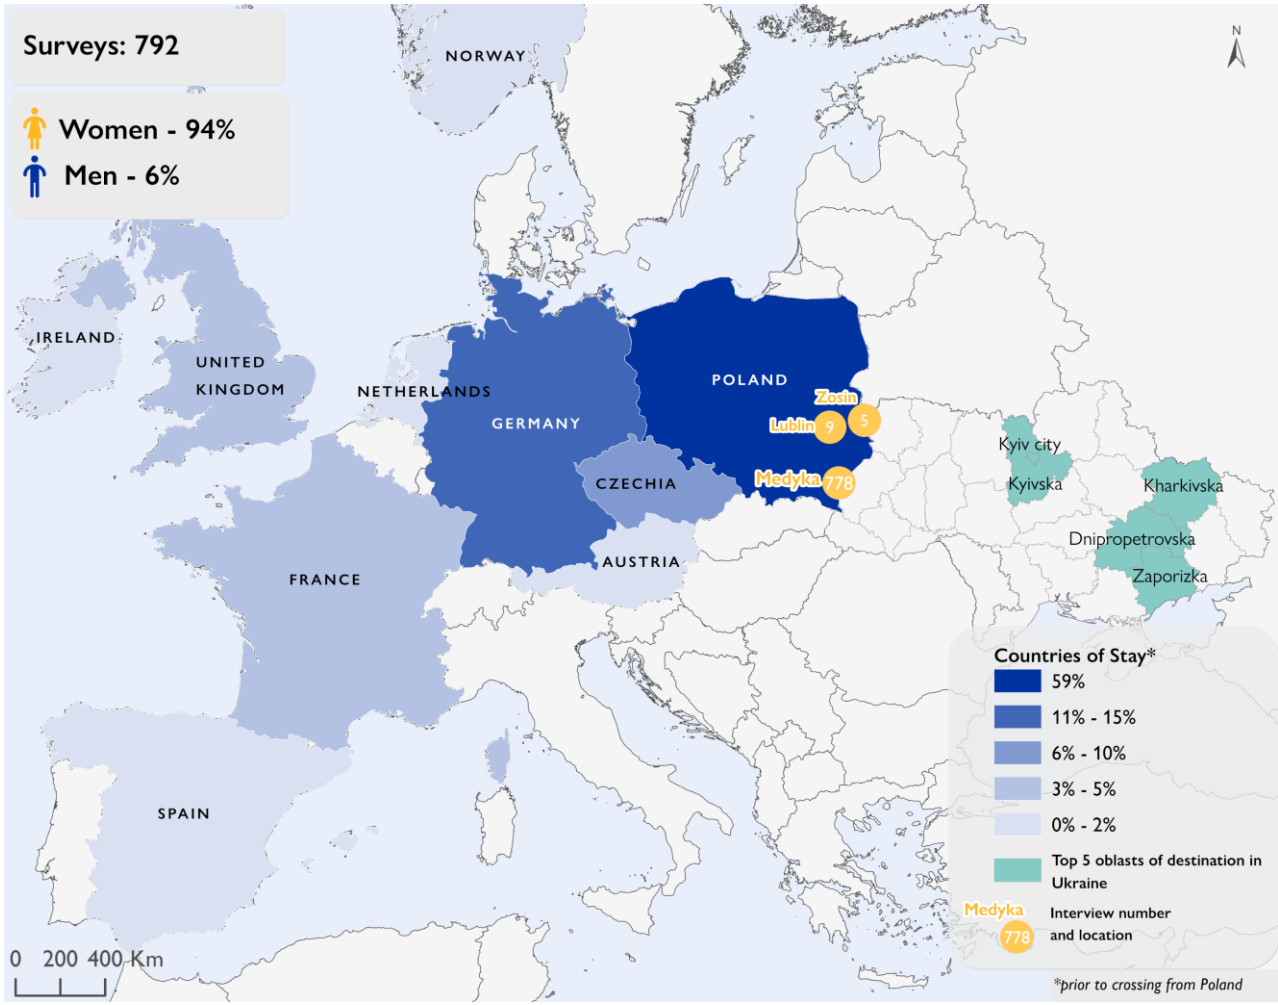 Surveys: 792
Women - 94%
Men - 6%
N
NORWAY
IRELAND
UNITED
KINGDOM
NETHERLANDS
GERMANY
POLAND
Zosin
5
Lublin
9
Medyka
778
CZECHIA
AUSTRIA
FRANCE
SPAIN
Kyiv city
Kyivska
Kharkivska
Dnipropetrovska
Zaporizka
Countries of Stay*
59%
11% - 15%
6% - 10%
3% - 5%
0% - 2%
Top 5 oblasts of destination in
Ukraine
Medyka
778
Interview number
and location
*prior to crossing from Poland
0 200 400 Km